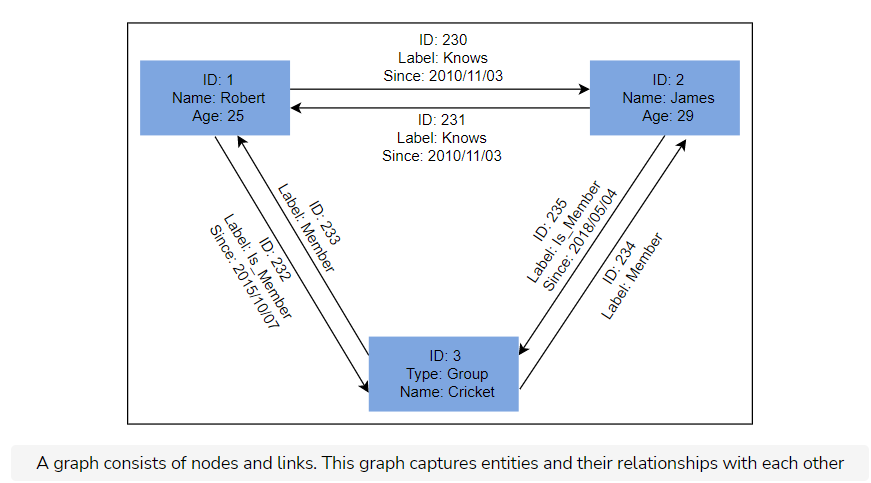 ID: 230
Label: Knows
Since: 2010/11/03
ID: 1
Name: Robert
Age: 25
ID: 2
Name: James
Age: 29
ID: 231
Label: Knows
Since: 2010/11/03
ID: 233
Label: Member
ID: 232
Label: Is_Member
Since: 2015/10/07
ID: 235
Label: Is_Member
Since: 2018/05/04
ID: 234
Label: Member
ID: 3
Type: Group
Name: Cricket
A graph consists of nodes and links. This graph captures entities and their relationships with each other